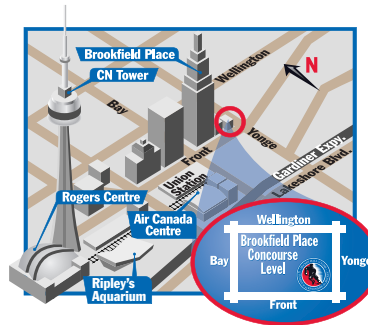 Brookfield Place
CN Tower
Wellington
N
Bay
Yonge
Front
Gardiner Expy.
Lakeshore Blvd.
Union
Station
Rogers Centre
Air Canada
Centre
Ripley's
Aquarium
Wellington
Brookfield Place
Concourse
Level
Bay
Yonge
Front